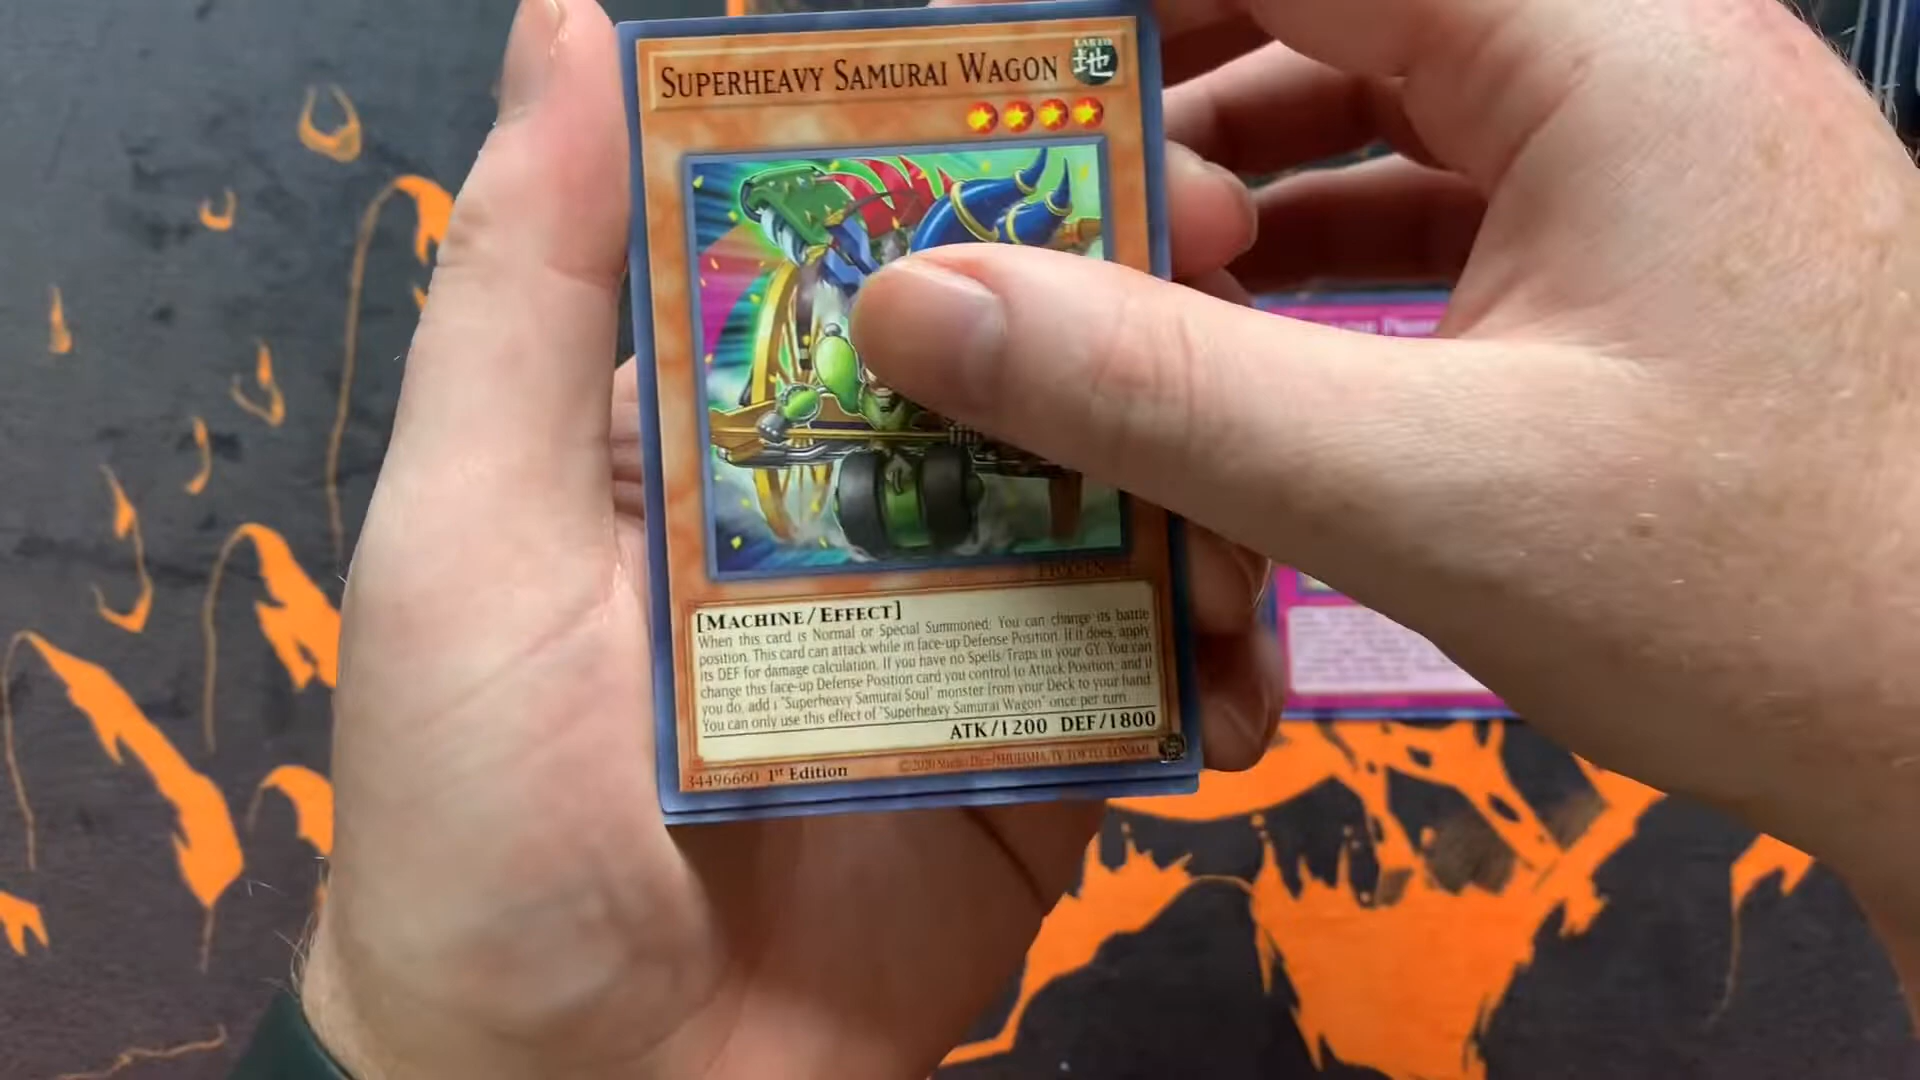 SUPERHEAVY SAMURAI WAGON
EARTH
地
[MACHINE/EFFECT]
When this card is Normal or Special Summoned: You can change its battle
position. This card can attack while in face-up Defense Position. If it does, apply
its DEF for damage calculation. If you have no Spells/Traps in your GY: You can
change this face-up Defense Position card you control to Attack Position, and if
you do, add 1 "Superheavy Samurai Soul" monster from your Deck to your hand.
You can only use this effect of "Superheavy Samurai Wagon" once per turn.
ATK/1200 DEF/1800
34496660 1st Edition
©2020 Studio Dice/SHUEISHA, TV TOKYO, KONAMI